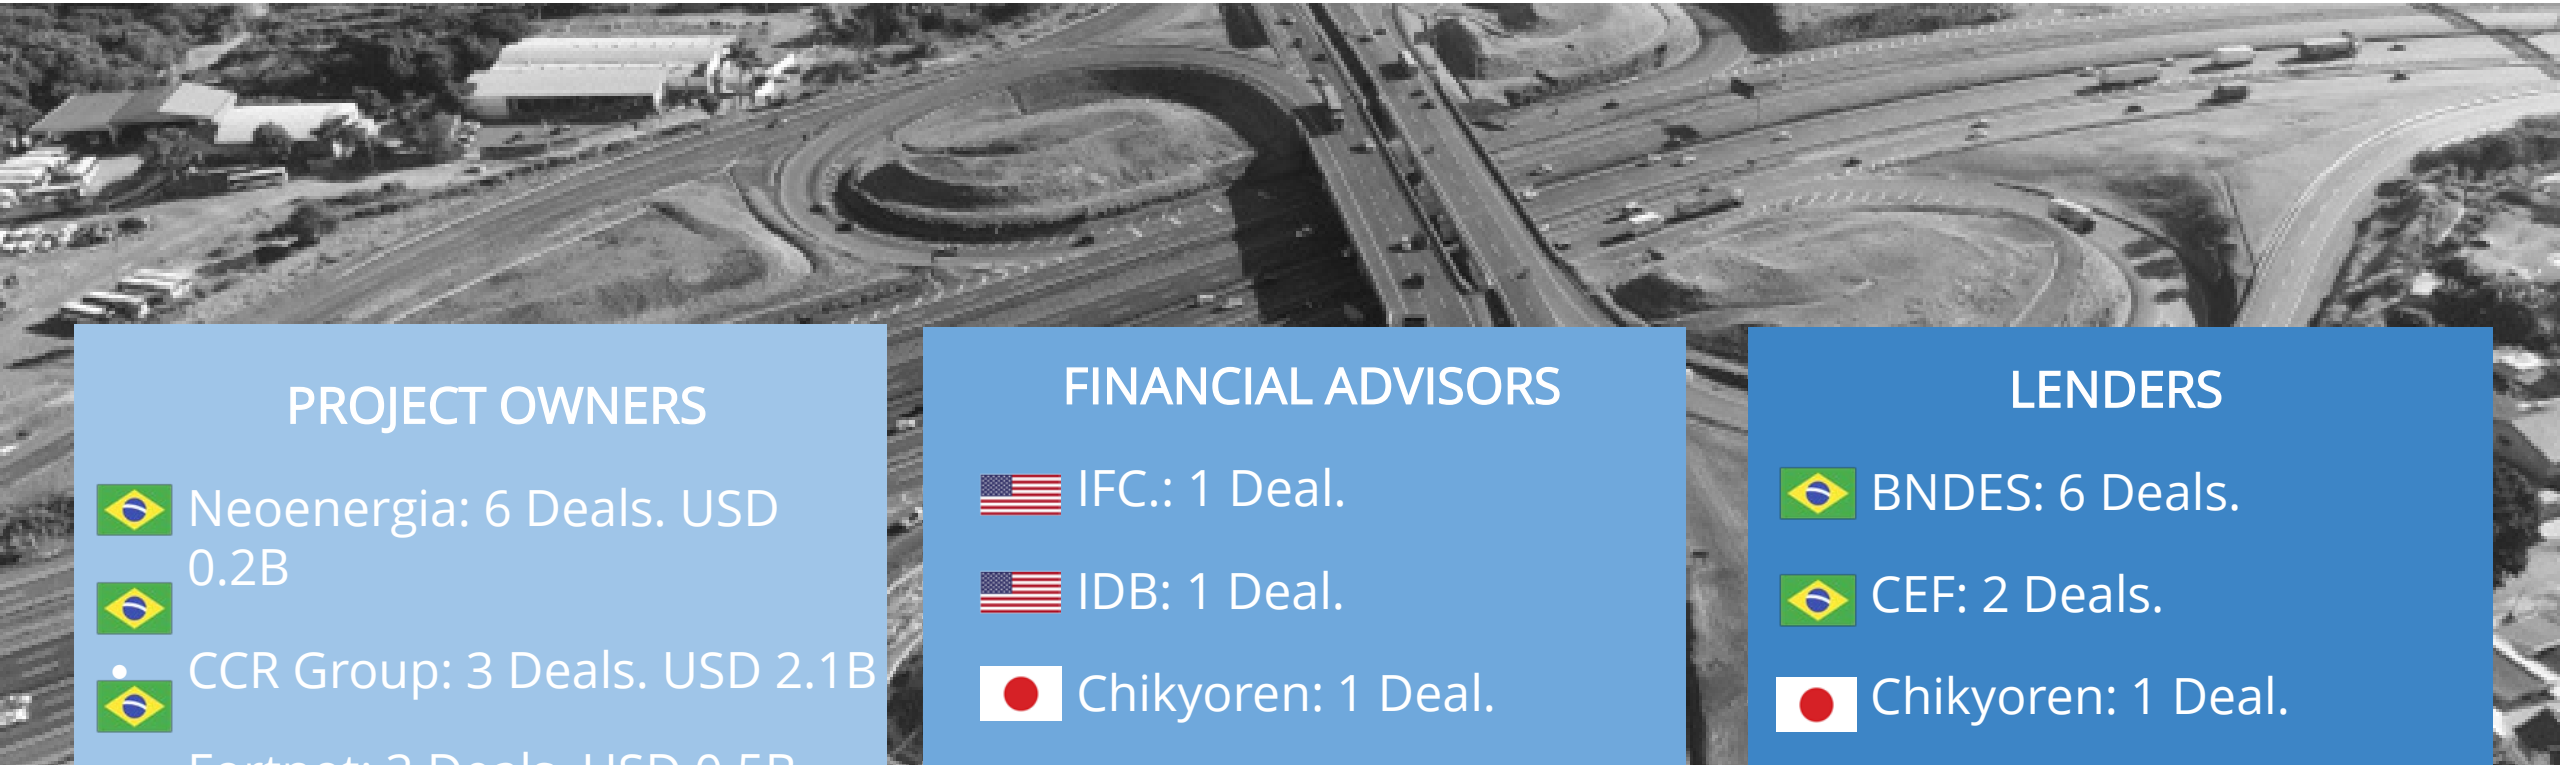 PROJECT OWNERS
Neoenergia: 6 Deals. USD
0.2B
CCR Group: 3 Deals. USD 2.1B
FINANCIAL ADVISORS
IFC.: 1 Deal.
IDB: 1 Deal.
Chikyoren: 1 Deal.
LENDERS
BNDES: 6 Deals.
CEF: 2 Deals.
Chikyoren: 1 Deal.